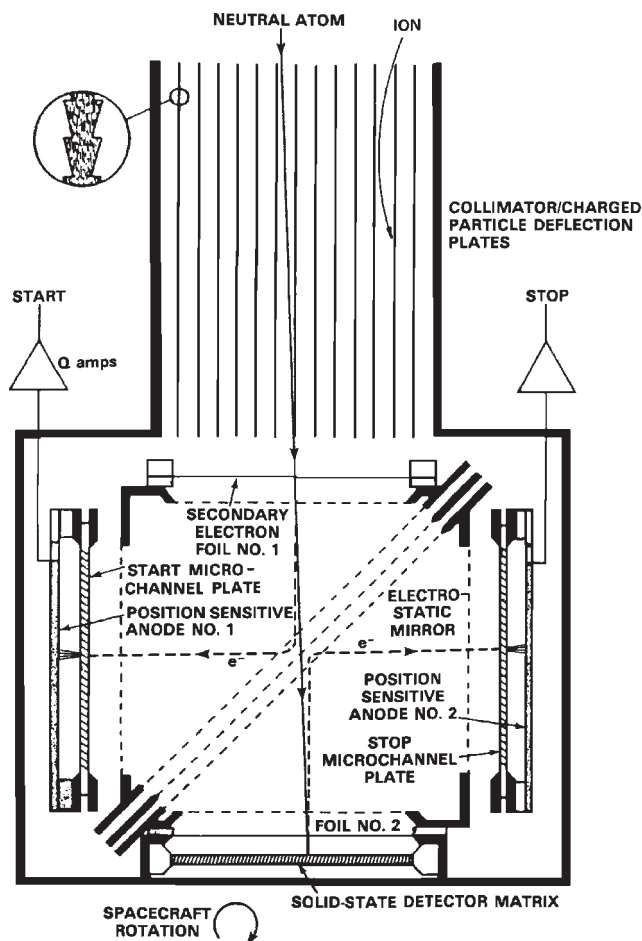 NEUTRAL ATOM
ION
COLLIMATOR/CHARGED
PARTICLE DEFLECTION
PLATES
START
STOP
Q amps
SECONDARY
ELECTRON
FOIL NO. 1
START MICRO-
CHANNEL PLATE
POSITION SENSITIVE
ANODE NO. 1
ELECTRO-
STATIC
MIRROR
e-
e-
POSITION
SENSITIVE
ANODE NO. 2
STOP
MICROCHANNEL
PLATE
FOIL NO. 2
SOLID-STATE DETECTOR MATRIX
SPACECRAFT
ROTATION